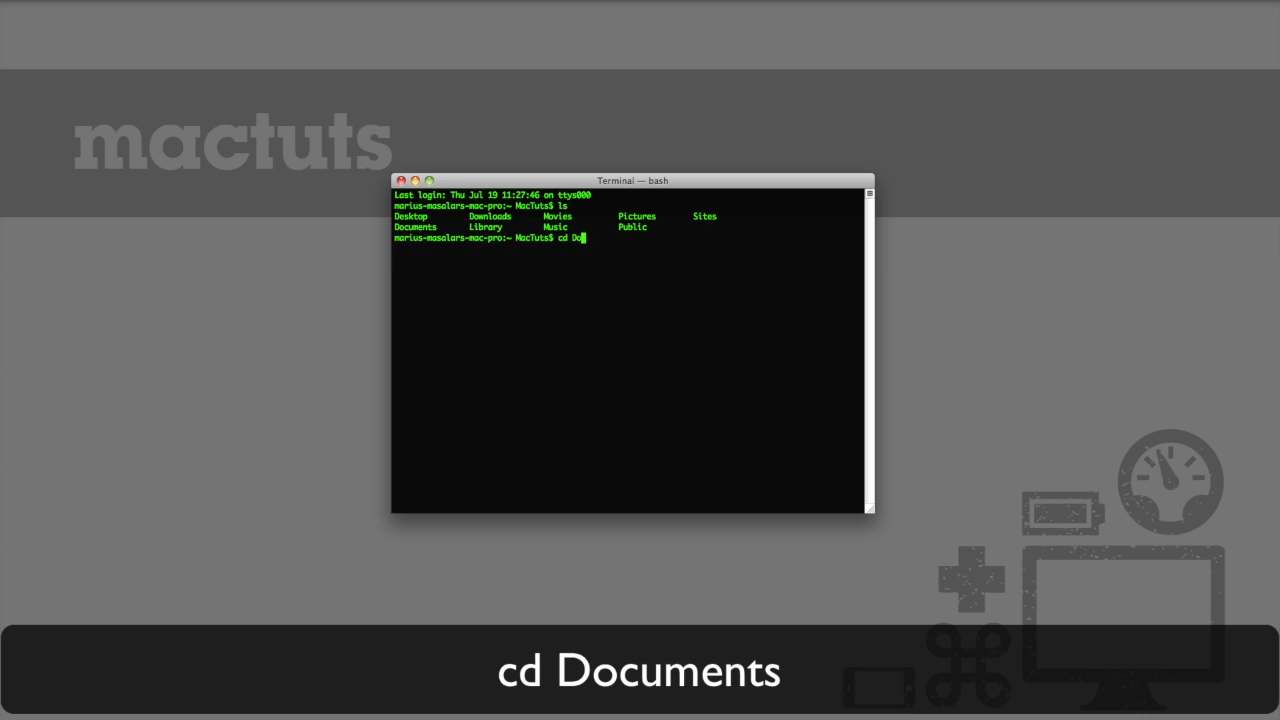 mactuts
Terminal — bash
Last login: Thu Jul 19 11:27:46 on ttys000
marius-masalars-mac-pro:~ MacTuts$ ls
Desktop Downloads Movies Pictures Sites
Documents Library Music Public
marius-masalars-mac-pro:~ MacTuts$ cd Do
cd Documents